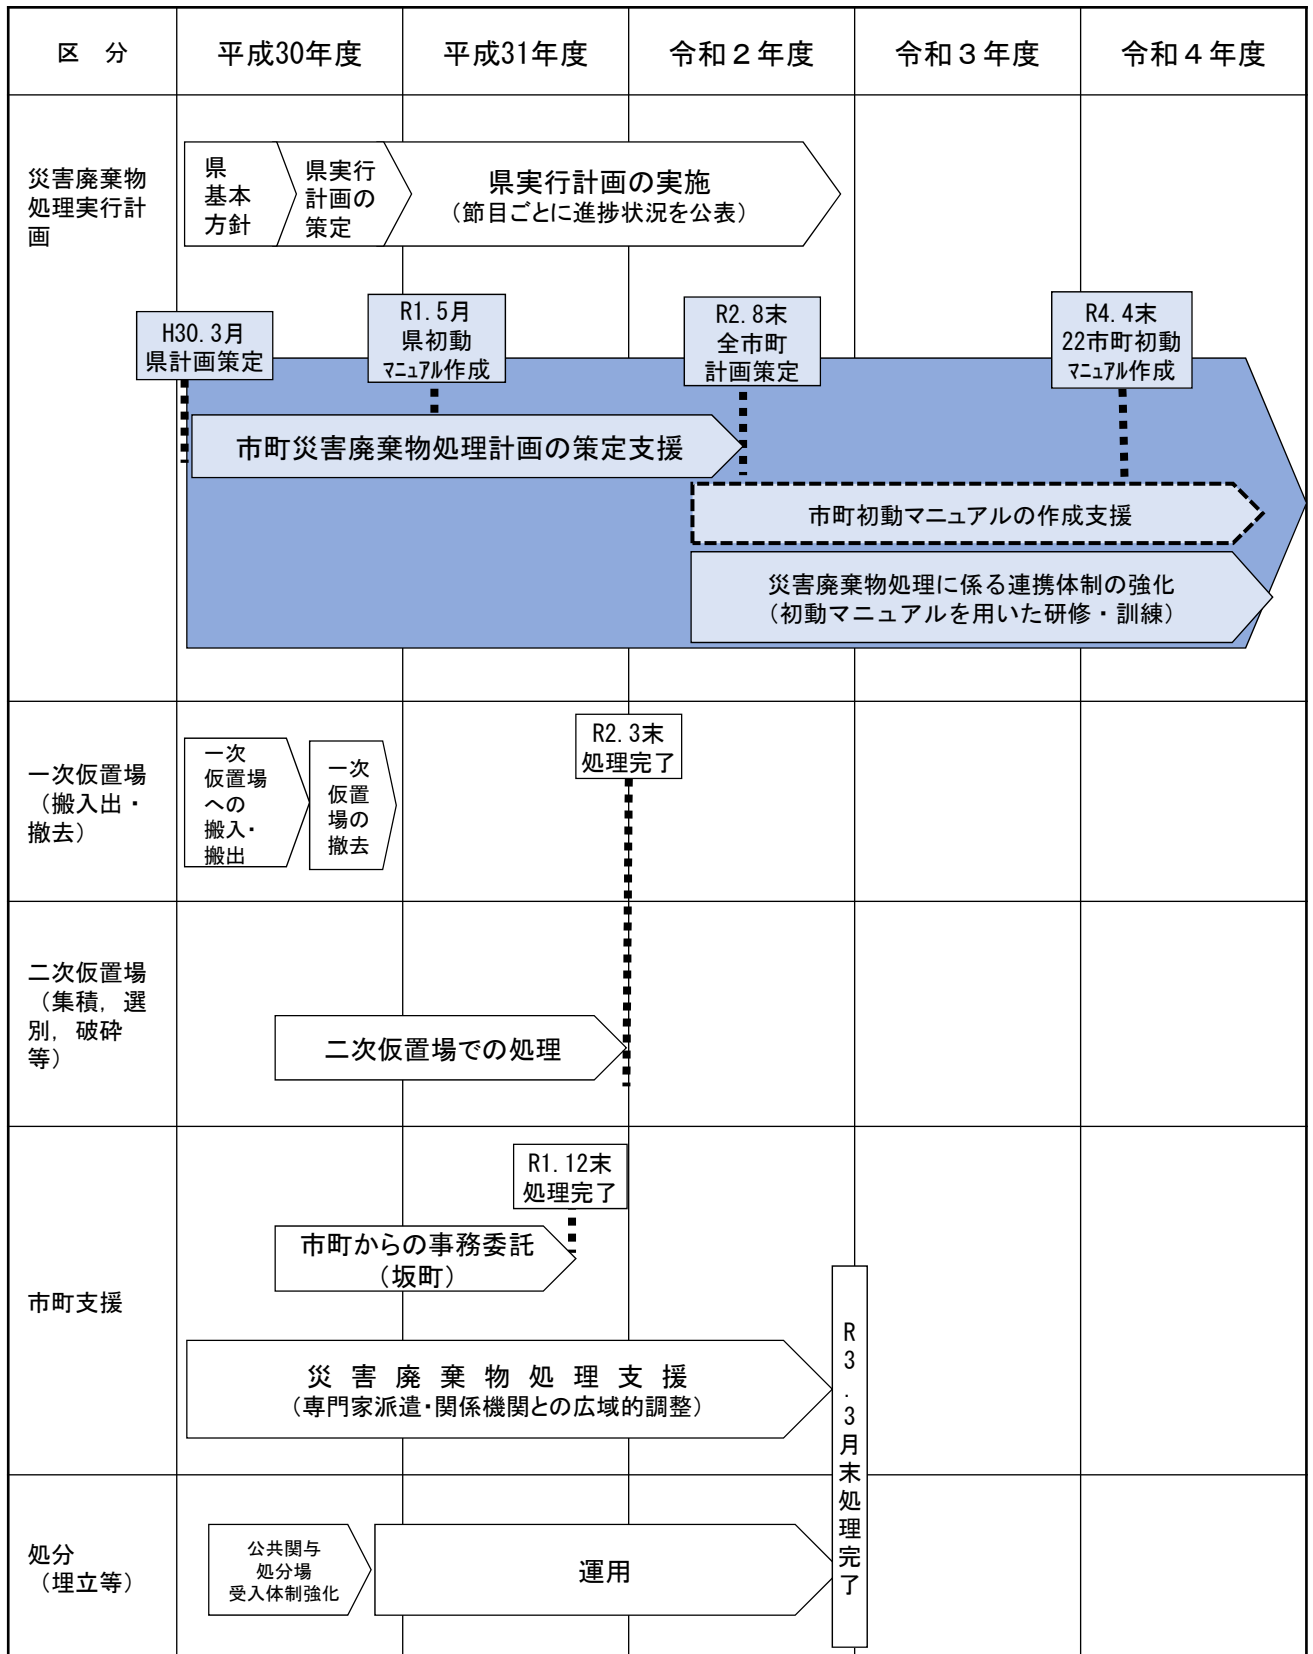 区　分
平成30年度
平成31年度
令和２年度
令和３年度
令和４年度
災害廃棄物
処理実行計
画
県
基本
方針
県実行
計画の
策定
県実行計画の実施
（節目ごとに進捗状況を公表）
H30.3月
県計画策定
R1.5月
県初動
ﾏﾆｭｱﾙ作成
R2.8末
全市町
計画策定
R4.4末
22市町初動
ﾏﾆｭｱﾙ作成
市町災害廃棄物処理計画の策定支援
市町初動マニュアルの作成支援
災害廃棄物処理に係る連携体制の強化
（初動マニュアルを用いた研修・訓練）
一次仮置場
（搬入出・
撤去）
一次
仮置場
への
搬入・
搬出
一次
仮置
場の
撤去
R2.3末
処理完了
二次仮置場
（集積，選
別，破砕
等）
二次仮置場での処理
市町支援
R1.12末
処理完了
市町からの事務委託
（坂町）
災害廃棄物処理支援
（専門家派遣・関係機関との広域的調整）
R3.3月末処理完了
処分
（埋立等）
公共関与
処分場
受入体制強化
運用